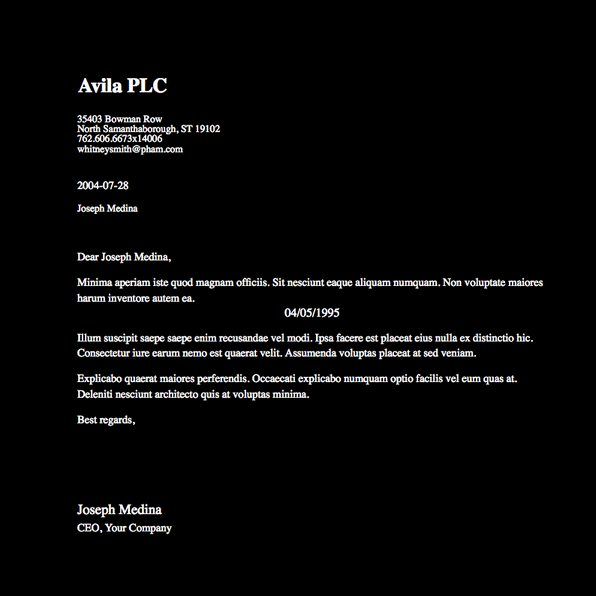 Avila PLC
35403 Bowman Row
North Samanthaborough, ST 19102
762.606.6673x14006
whitneysmith@pham.com
2004-07-28
Joseph Medina
Dear Joseph Medina,
Minima aperiam iste quod magnam officiis. Sit nesciunt eaque aliquam numquam. Non voluptate maiores
harum inventore autem ea.
04/05/1995
Illum suscipit saepe saepe enim recusandae vel modi. Ipsa facere est placeat eius nulla ex distinctio hic.
Consectetur iure earum nemo est quaerat velit. Assumenda voluptas placeat at sed veniam.
Explicabo quaerat maiores perferendis. Occaecati explicabo numquam optio facilis vel eum quas at.
Deleniti nesciunt architecto quis at voluptas minima.
Best regards,
Joseph Medina
CEO, Your Company